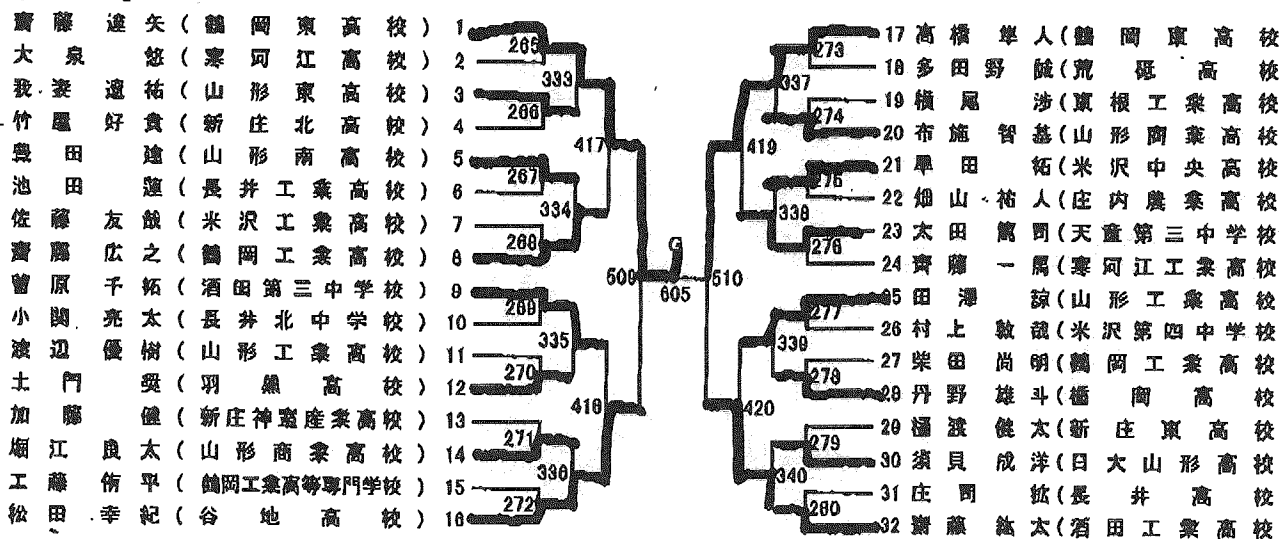 齋藤 達矢 (鶴岡東高校) 1
大泉 悠 (寒河江高校) 2
我妻 遼祐 (山形東高校) 3
竹屋 好貴 (新庄北高校) 4
豊田 達 (山形南高校) 5
池田 蓮 (長井工業高校) 6
佐藤 友哉 (米沢工業高校) 7
齋藤 広之 (鶴岡工業高校) 8
曽原 千拓 (酒田第三中学校) 9
小関 亮太 (長井北中学校) 10
渡辺 優樹 (山形工業高校) 11
土門 奨 (羽黒高校) 12
加藤 健 (新庄神室産業高校) 13
堀江 良太 (山形商業高校) 14
工藤 侑平 (鶴岡工業高等専門学校) 15
松田 幸紀 (谷地高校) 16
265
266
267
268
269
270
271
272
333
334
335
336
417
418
509
605
510
419
420
337
338
339
340
273
274
275
276
277
278
279
280
17 高橋 隼人 (鶴岡東高校
18 多田野 誠 (荒砥高校
19 横尾 渉 (東根工業高校
20 布施 智基 (山形商業高校
21 早田 拓 (米沢中央高校
22 畑山 祐人 (庄内農業高校
23 太田 篤司 (天童第三中学校
24 齊藤 一馬 (寒河江工業高校
25 田澤 諒 (山形工業高校
26 村上 敦哉 (米沢第四中学校
27 柴田 尚明 (鶴岡工業高校
28 丹野 雄斗 (楯岡高校
29 樋渡 健太 (新庄東高校
30 須貝 成洋 (日大山形高校
31 庄司 紘 (長井高校
32 齋藤 紘太 (酒田工業高校